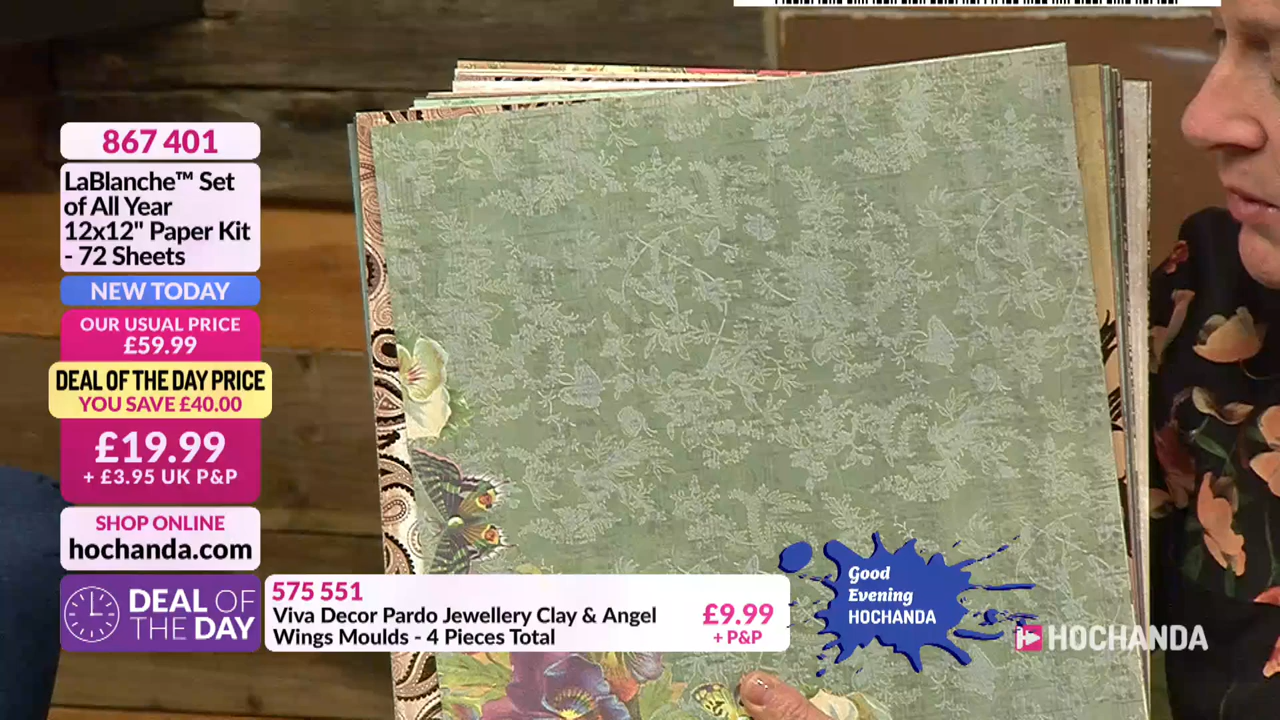 867 401
LaBlanche™ Set
of All Year
12x12" Paper Kit
- 72 Sheets
NEW TODAY
OUR USUAL PRICE
£59.99
DEAL OF THE DAY PRICE
YOU SAVE £40.00
£19.99
+ £3.95 UK P&P
SHOP ONLINE
hochanda.com
DEAL OF
THE DAY
575 551
Viva Decor Pardo Jewellery Clay & Angel
Wings Moulds - 4 Pieces Total
£9.99
+ P&P
Good
Evening
HOCHANDA
HOCHANDA